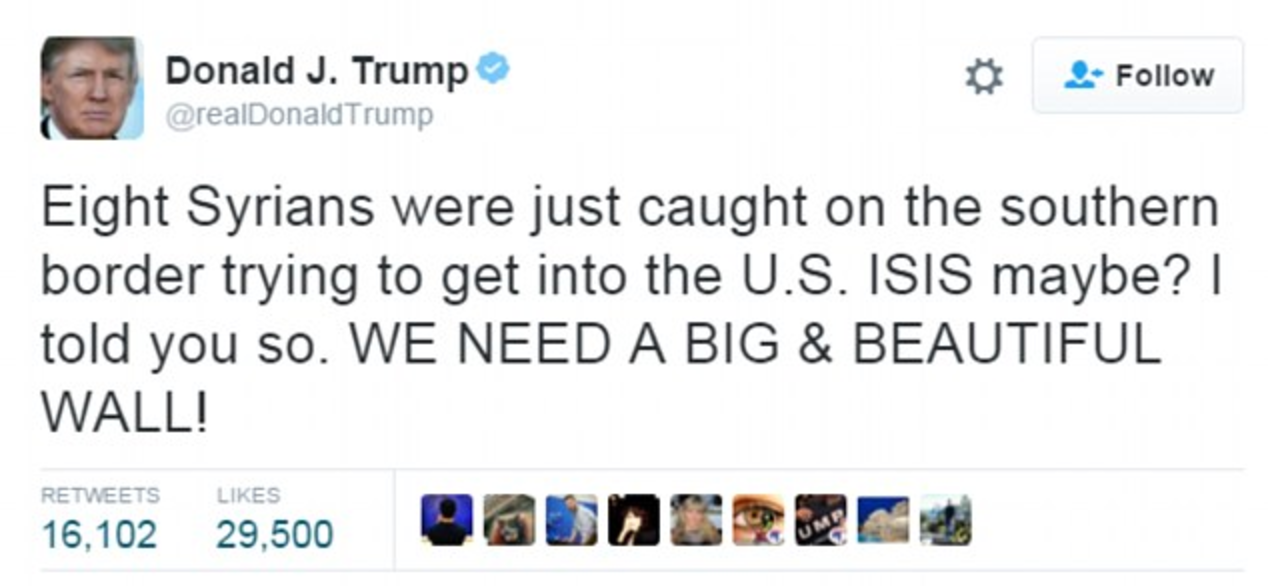 Donald J. Trump
@realDonaldTrump
Follow
Eight Syrians were just caught on the southern
border trying to get into the U.S. ISIS maybe? I
told you so. WE NEED A BIG & BEAUTIFUL
WALL!
RETWEETS LIKES
16,102 29,500
UMP